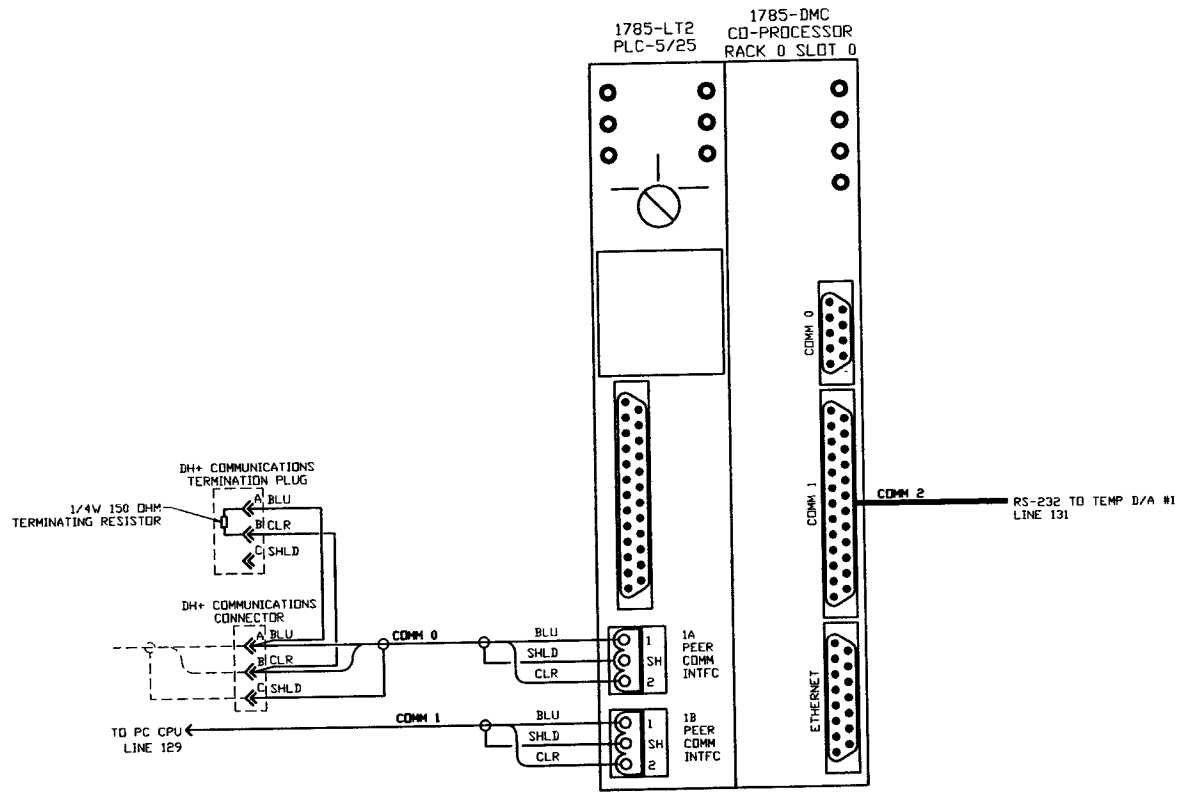 1785-LT2
PLC-5/25
1785-DMC
CO-PROCESSOR
RACK 0 SLOT 0
COMM 0
COMM 1
ETHERNET
COMM 2
RS-232 TO TEMP D/A #1
LINE 131
DH+ COMMUNICATIONS
TERMINATION PLUG
1/4W 150 OHM
TERMINATING RESISTOR
A BLU
B CLR
C SHLD
DH+ COMMUNICATIONS
CONNECTOR
A BLU
B CLR
C SHLD
COMM 0
BLU
SHLD
CLR
1
SH
2
1A
PEER
COMM
INTFC
TO PC CPU
LINE 129
COMM 1
BLU
SHLD
CLR
1
SH
2
1B
PEER
COMM
INTFC